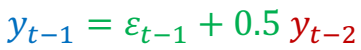 y_{t-1} = ε_{t-1} + 0.5 y_{t-2}